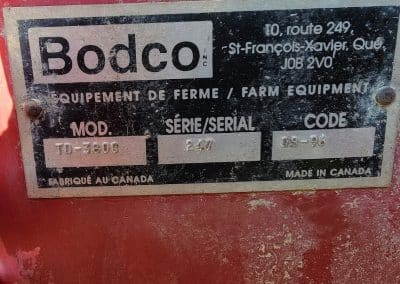 Bodco INC
10, route 249,
St-François-Xavier, Qué,
J0B 2V0
ÉQUIPEMENT DE FERME / FARM EQUIPMENT
MOD. SÉRIE/SERIAL CODE
FABRIQUÉ AU CANADA MADE IN CANADA